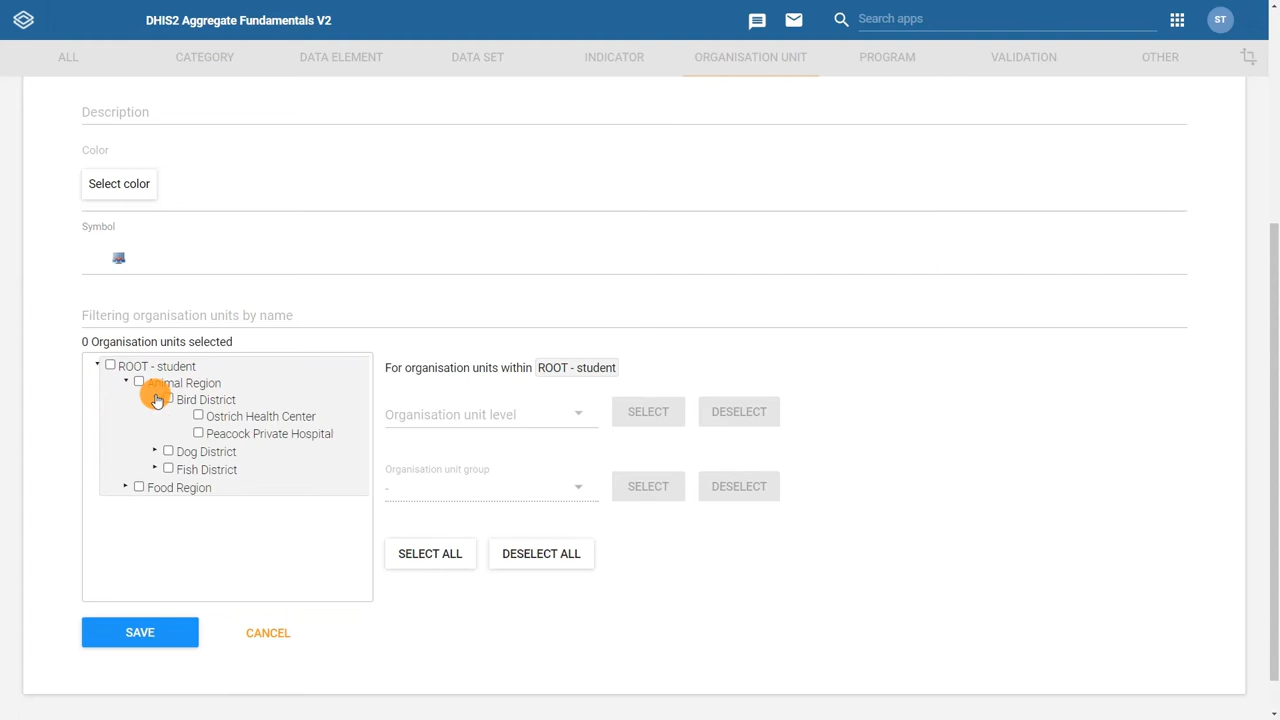 DHIS2 Aggregate Fundamentals V2
Search apps
ST
ALL CATEGORY DATA ELEMENT DATA SET INDICATOR ORGANISATION UNIT PROGRAM VALIDATION OTHER
Description
Color
Select color
Symbol
Filtering organisation units by name
0 Organisation units selected
ROOT - student
Animal Region
Bird District
Ostrich Health Center
Peacock Private Hospital
Dog District
Fish District
Food Region
For organisation units within ROOT - student
Organisation unit level
SELECT DESELECT
Organisation unit group
-
SELECT DESELECT
SELECT ALL DESELECT ALL
SAVE CANCEL